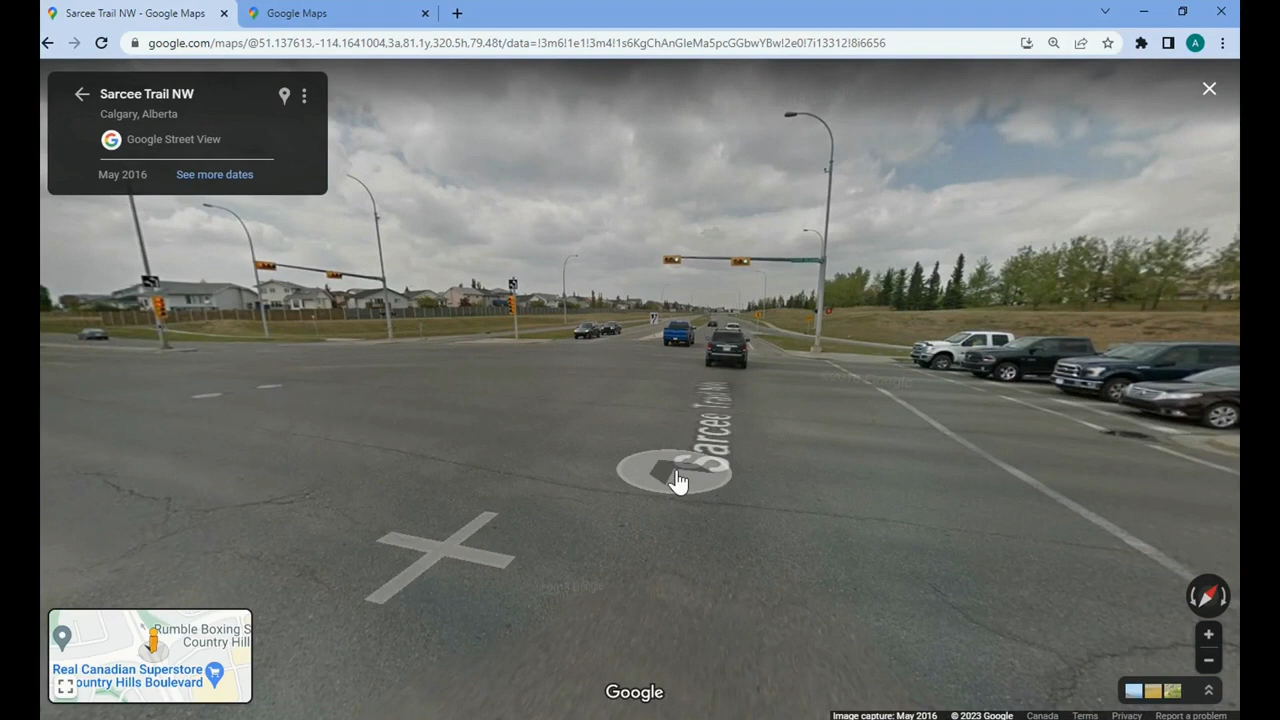 Sarcee Trail NW - Google Maps
Google Maps
google.com/maps/@51.137613,-114.1641004,3a,81.1y,320.5h,79.48t/data=!3m6!1e1!3m4!1s6KgChAnGleMa5pcGGbwYBw!2e0!7i13312!8i6656
A
Sarcee Trail NW
Calgary, Alberta
Google Street View
May 2016 See more dates
Sarcee Trail NW
Rumble Boxing S
Country Hill
Real Canadian Superstore
ountry Hills Boulevard
Google
Image capture: May 2016 © 2023 Google Canada Terms Privacy Report a problem